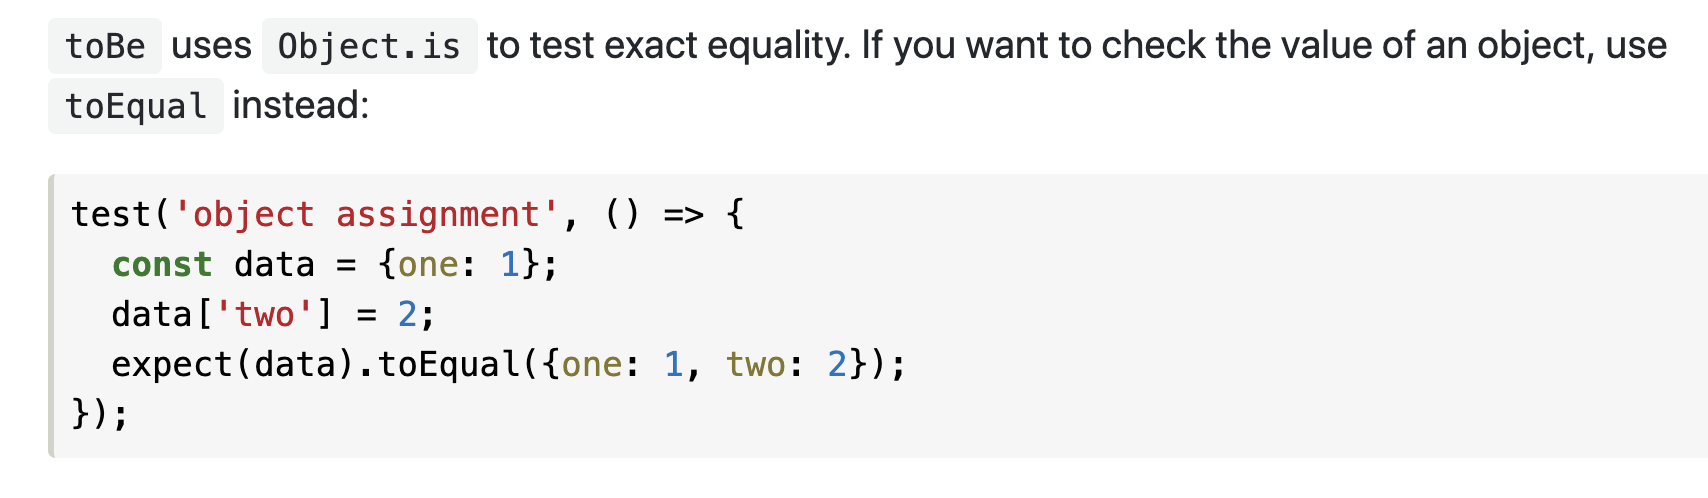 toBe uses Object.is to test exact equality. If you want to check the value of an object, use
toEqual instead:
test('object assignment', () => {
  const data = {one: 1};
  data['two'] = 2;
  expect(data).toEqual({one: 1, two: 2});
});